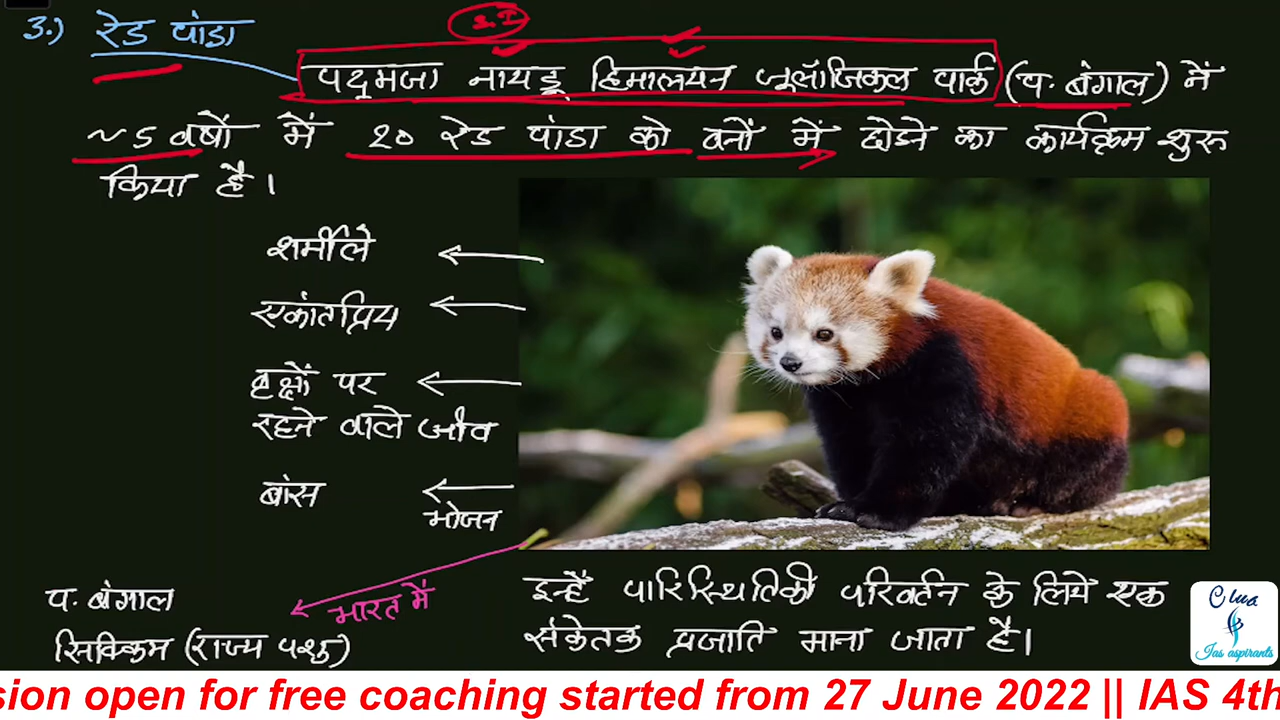 3.) रेड पांडा
पद्मजा नायडू हिमालयन जूलॉजिकल पार्क (प. बंगाल) में
~5 वर्षों में 20 रेड पांडा को वनों में छोडने का कार्यक्रम शुरू
किया है।
शर्मीले
एकांतप्रिय
वृक्षों पर
रहने वाले जीव
बांस
भोजन
भारत में
प. बंगाल
सिक्किम (राज्य पशु)
इन्हें पारिस्थितिकी परिवर्तन के लिये एक
संकेतक प्रजाति माना जाता है।
Ias aspirants
sion open for free coaching started from 27 June 2022 || IAS 4th